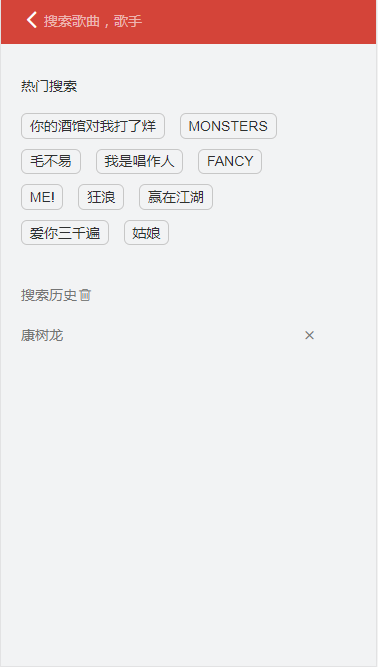 搜索歌曲，歌手
热门搜索
你的酒馆对我打了烊 MONSTERS
毛不易 我是唱作人 FANCY
ME! 狂浪 赢在江湖
爱你三千遍 姑娘
搜索历史
康树龙 ×